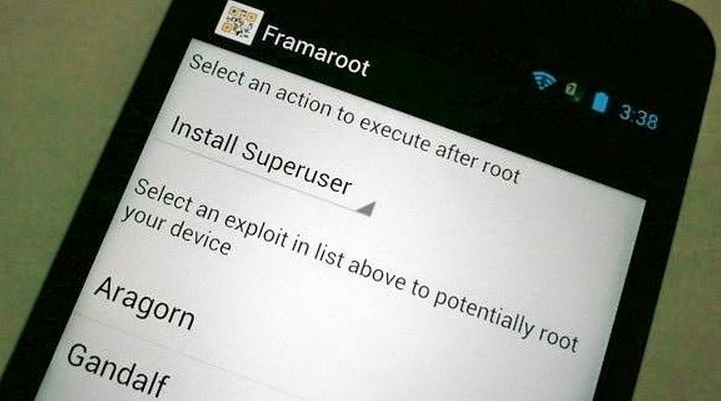 Framaroot
3:38
Select an action to execute after root
Install Superuser
Select an exploit in list above to potentially root
your device
Aragorn
Gandalf